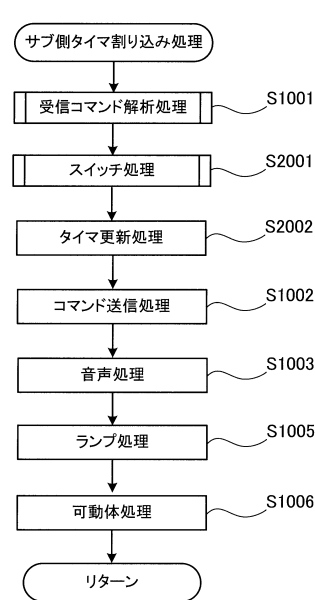 サブ側タイマ割り込み処理
受信コマンド解析処理 S1001
スイッチ処理 S2001
タイマ更新処理 S2002
コマンド送信処理 S1002
音声処理 S1003
ランプ処理 S1005
可動体処理 S1006
リターン